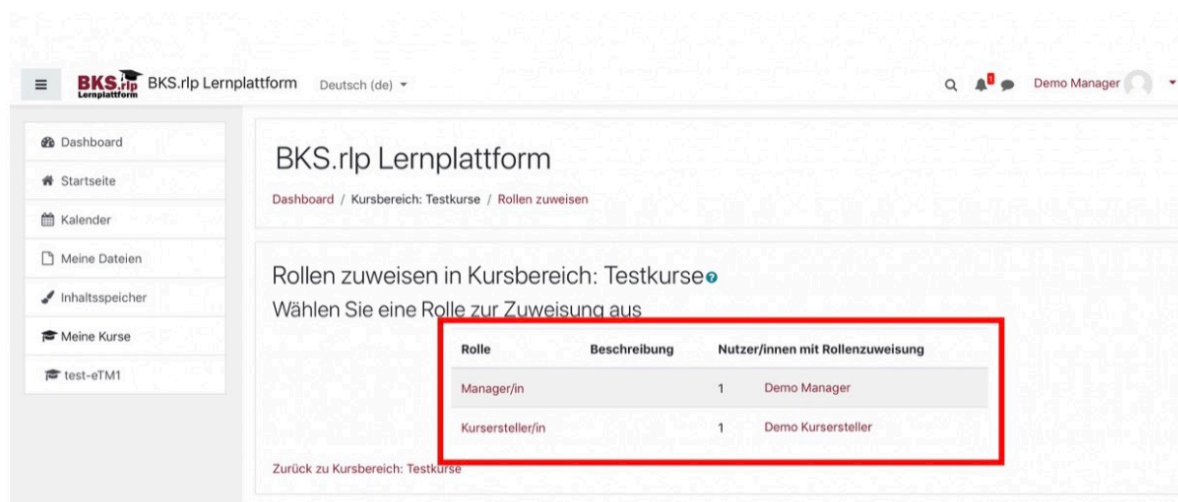 BKS.rlp Lernplattform BKS.rlp Lernplattform Deutsch (de) 1 Demo Manager
Dashboard
Startseite
Kalender
Meine Dateien
Inhaltsspeicher
Meine Kurse
test-eTM1
BKS.rlp Lernplattform
Dashboard / Kursbereich: Testkurse / Rollen zuweisen
Rollen zuweisen in Kursbereich: Testkurse
Wählen Sie eine Rolle zur Zuweisung aus
Rolle Beschreibung Nutzer/innen mit Rollenzuweisung
Manager/in 1 Demo Manager
Kursersteller/in 1 Demo Kursersteller
Zurück zu Kursbereich: Testkurse